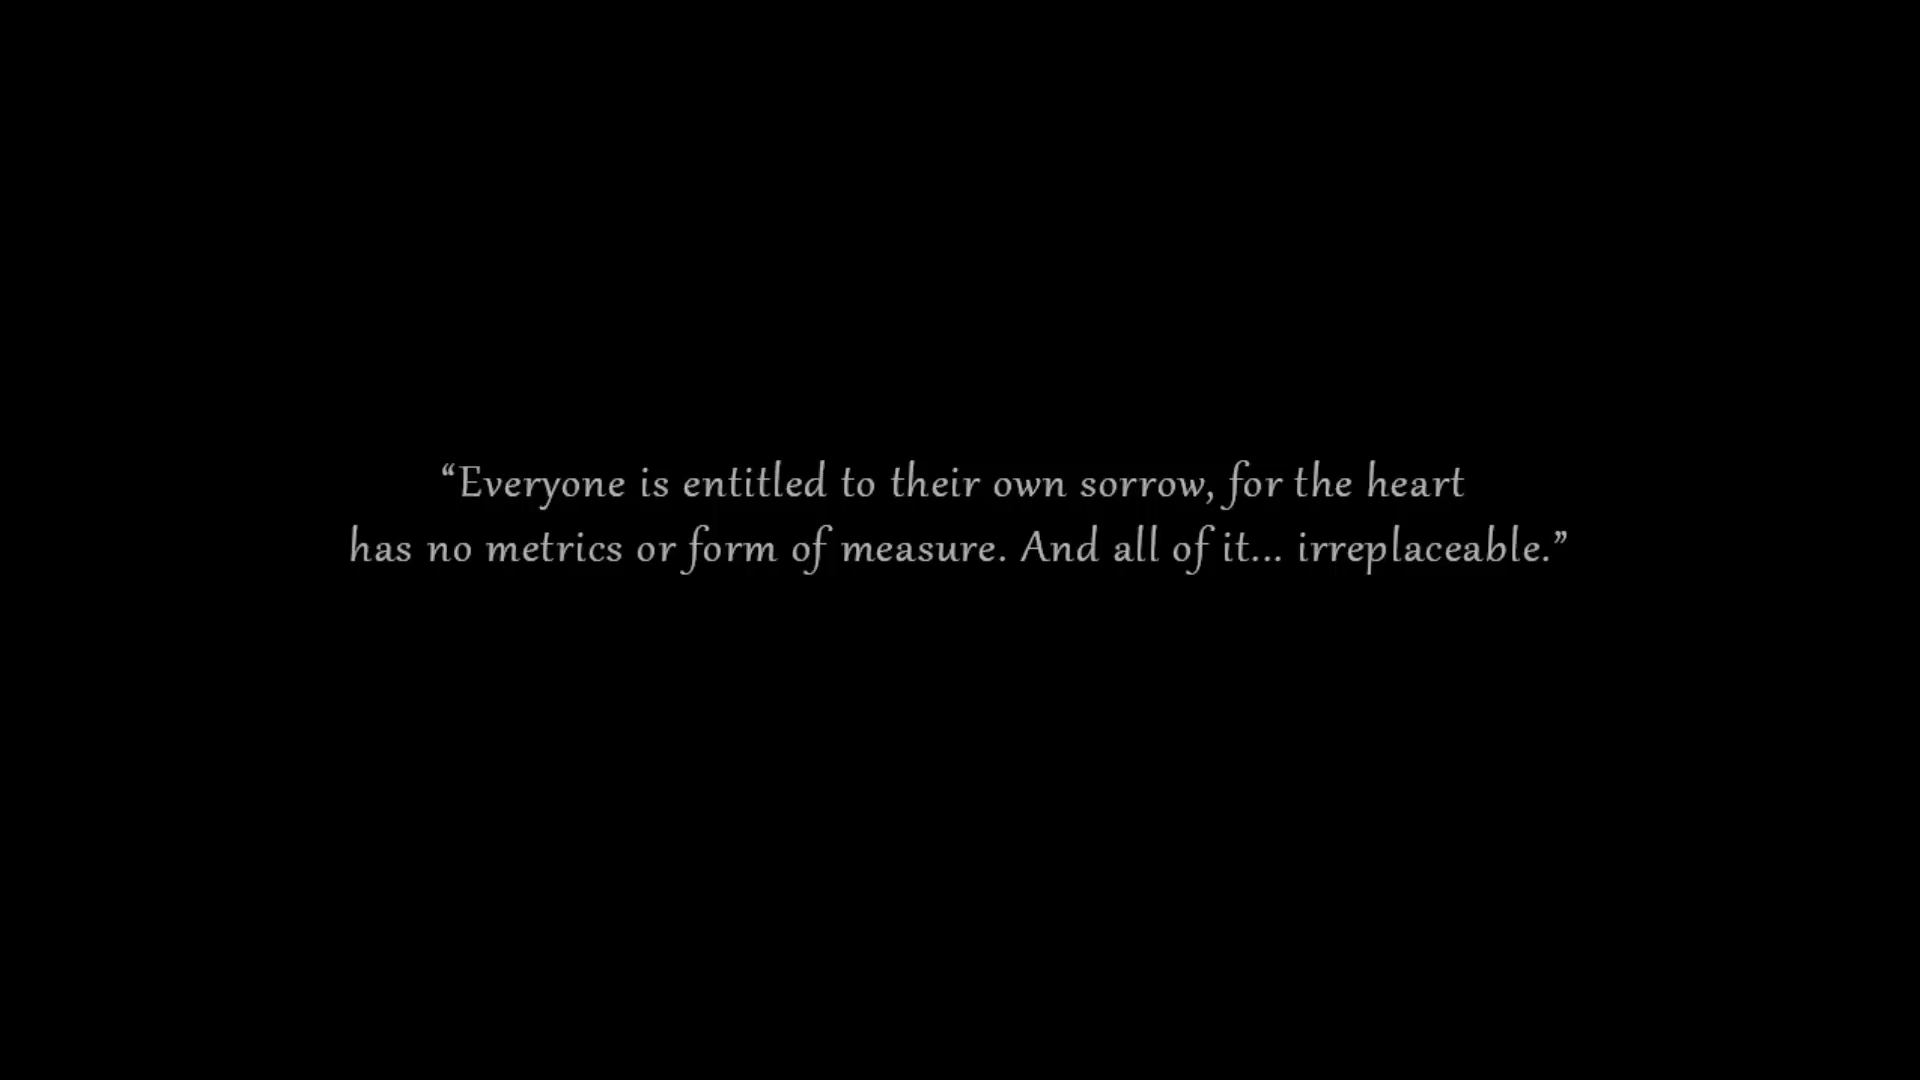 “Everyone is entitled to their own sorrow, for the heart
has no metrics or form of measure. And all of it... irreplaceable.”